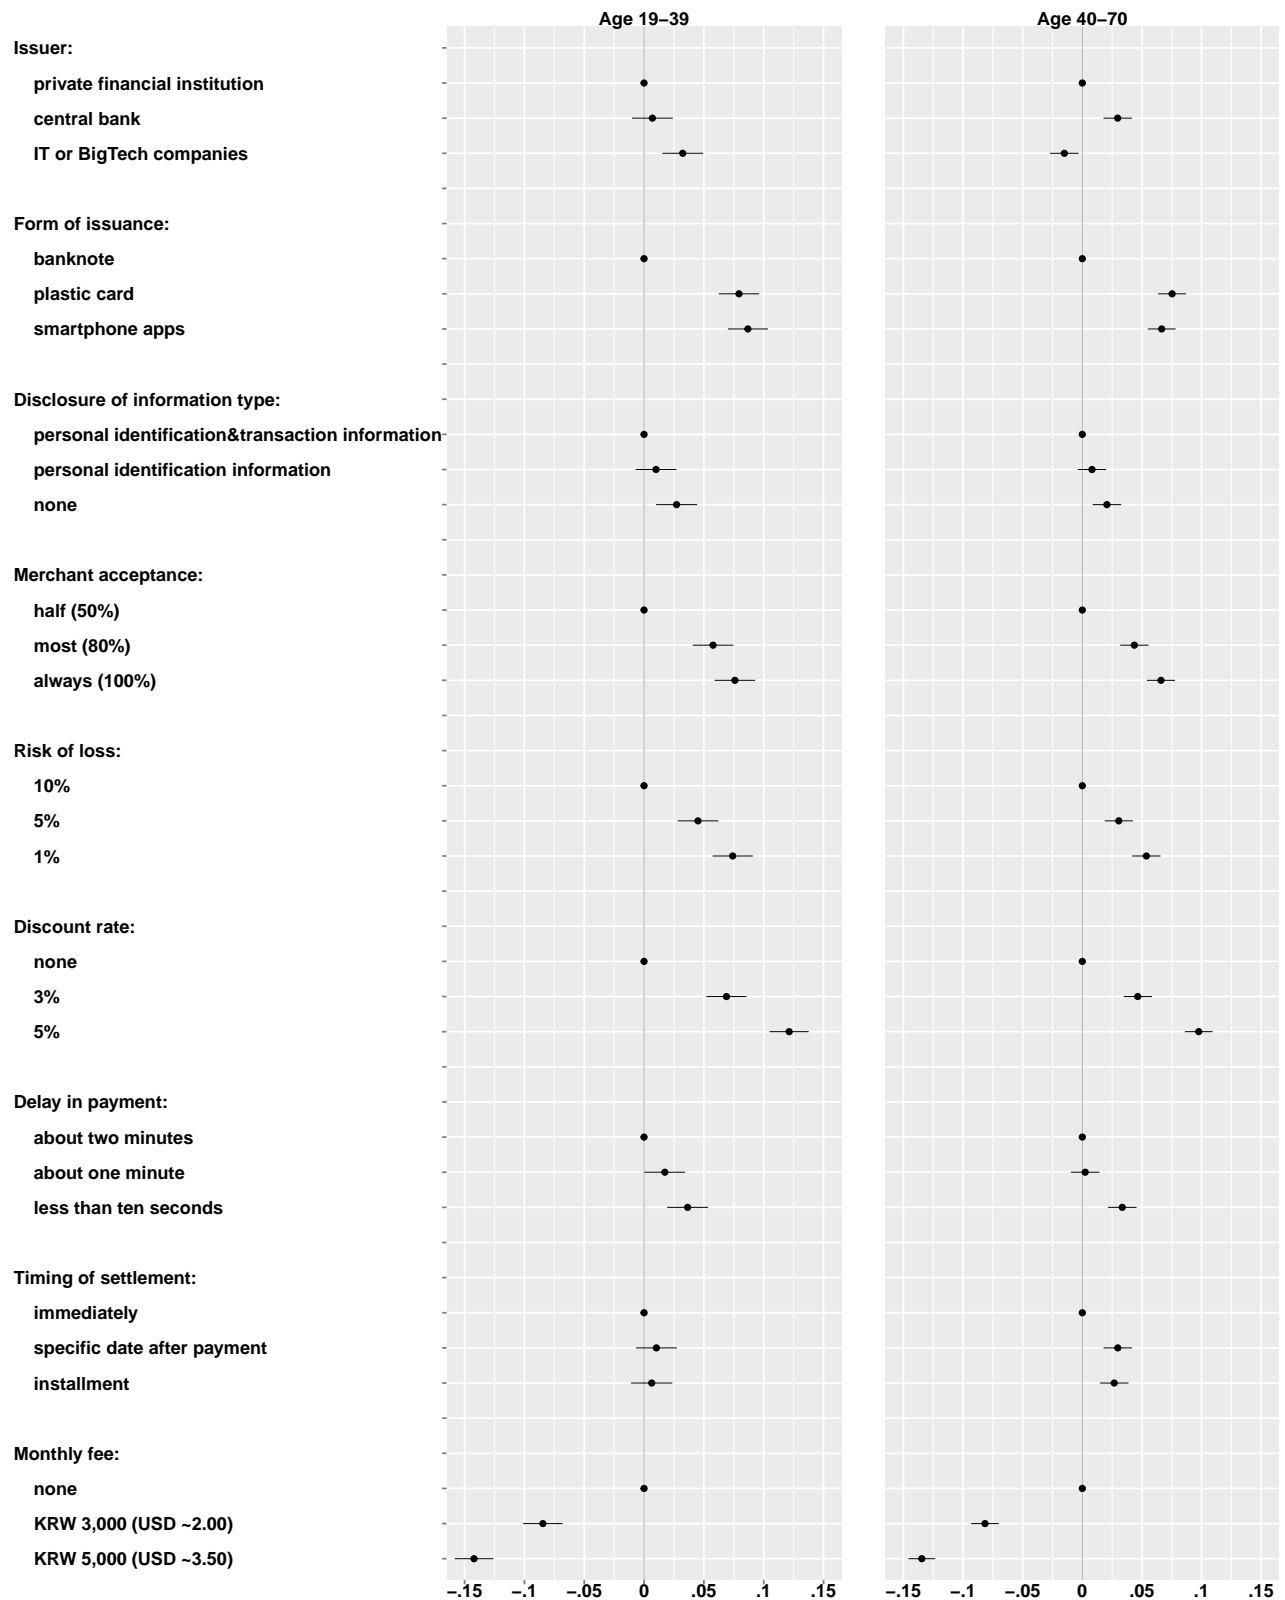 Age 19–39 Age 40–70
Issuer:
private financial institution
central bank
IT or BigTech companies
Form of issuance:
banknote
plastic card
smartphone apps
Disclosure of information type:
personal identification&transaction information
personal identification information
none
Merchant acceptance:
half (50%)
most (80%)
always (100%)
Risk of loss:
10%
5%
1%
Discount rate:
none
3%
5%
Delay in payment:
about two minutes
about one minute
less than ten seconds
Timing of settlement:
immediately
specific date after payment
installment
Monthly fee:
none
KRW 3,000 (USD ~2.00)
KRW 5,000 (USD ~3.50)
−.15 −.1 −.05 0 .05 .1 .15 −.15 −.1 −.05 0 .05 .1 .15